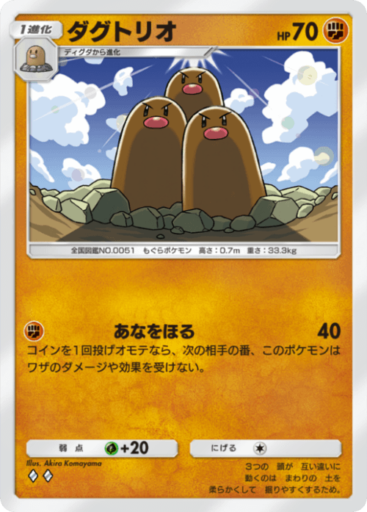 1進化
ダグトリオ
HP 70
ディグダから進化
全国図鑑NO.0051 もぐらポケモン 高さ：0.7m 重さ：33.3kg
あなをほる 40
コインを1回投げオモテなら、次の相手の番、このポケモンは
ワザのダメージや効果を受けない。
弱点 +20 にげる
Illus. Akira Komayama
3つの 頭が 互い違いに
動くのは まわりの 土を
柔らかくして 掘りやすくするため。